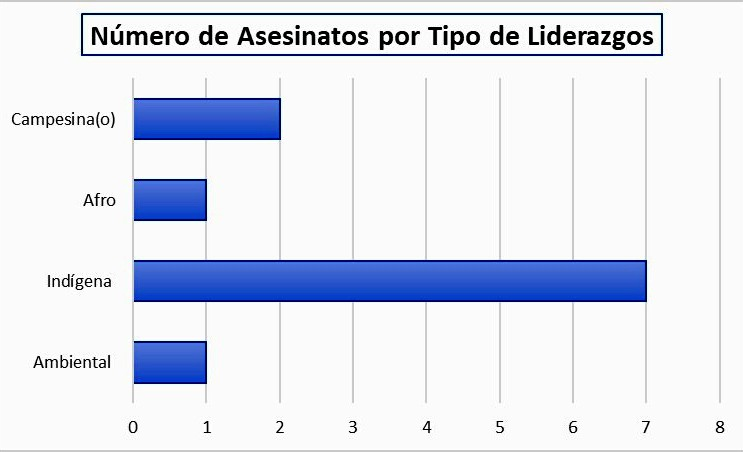 Número de Asesinatos por Tipo de Liderazgos
Campesina(o)
Afro
Indígena
Ambiental
0 1 2 3 4 5 6 7 8